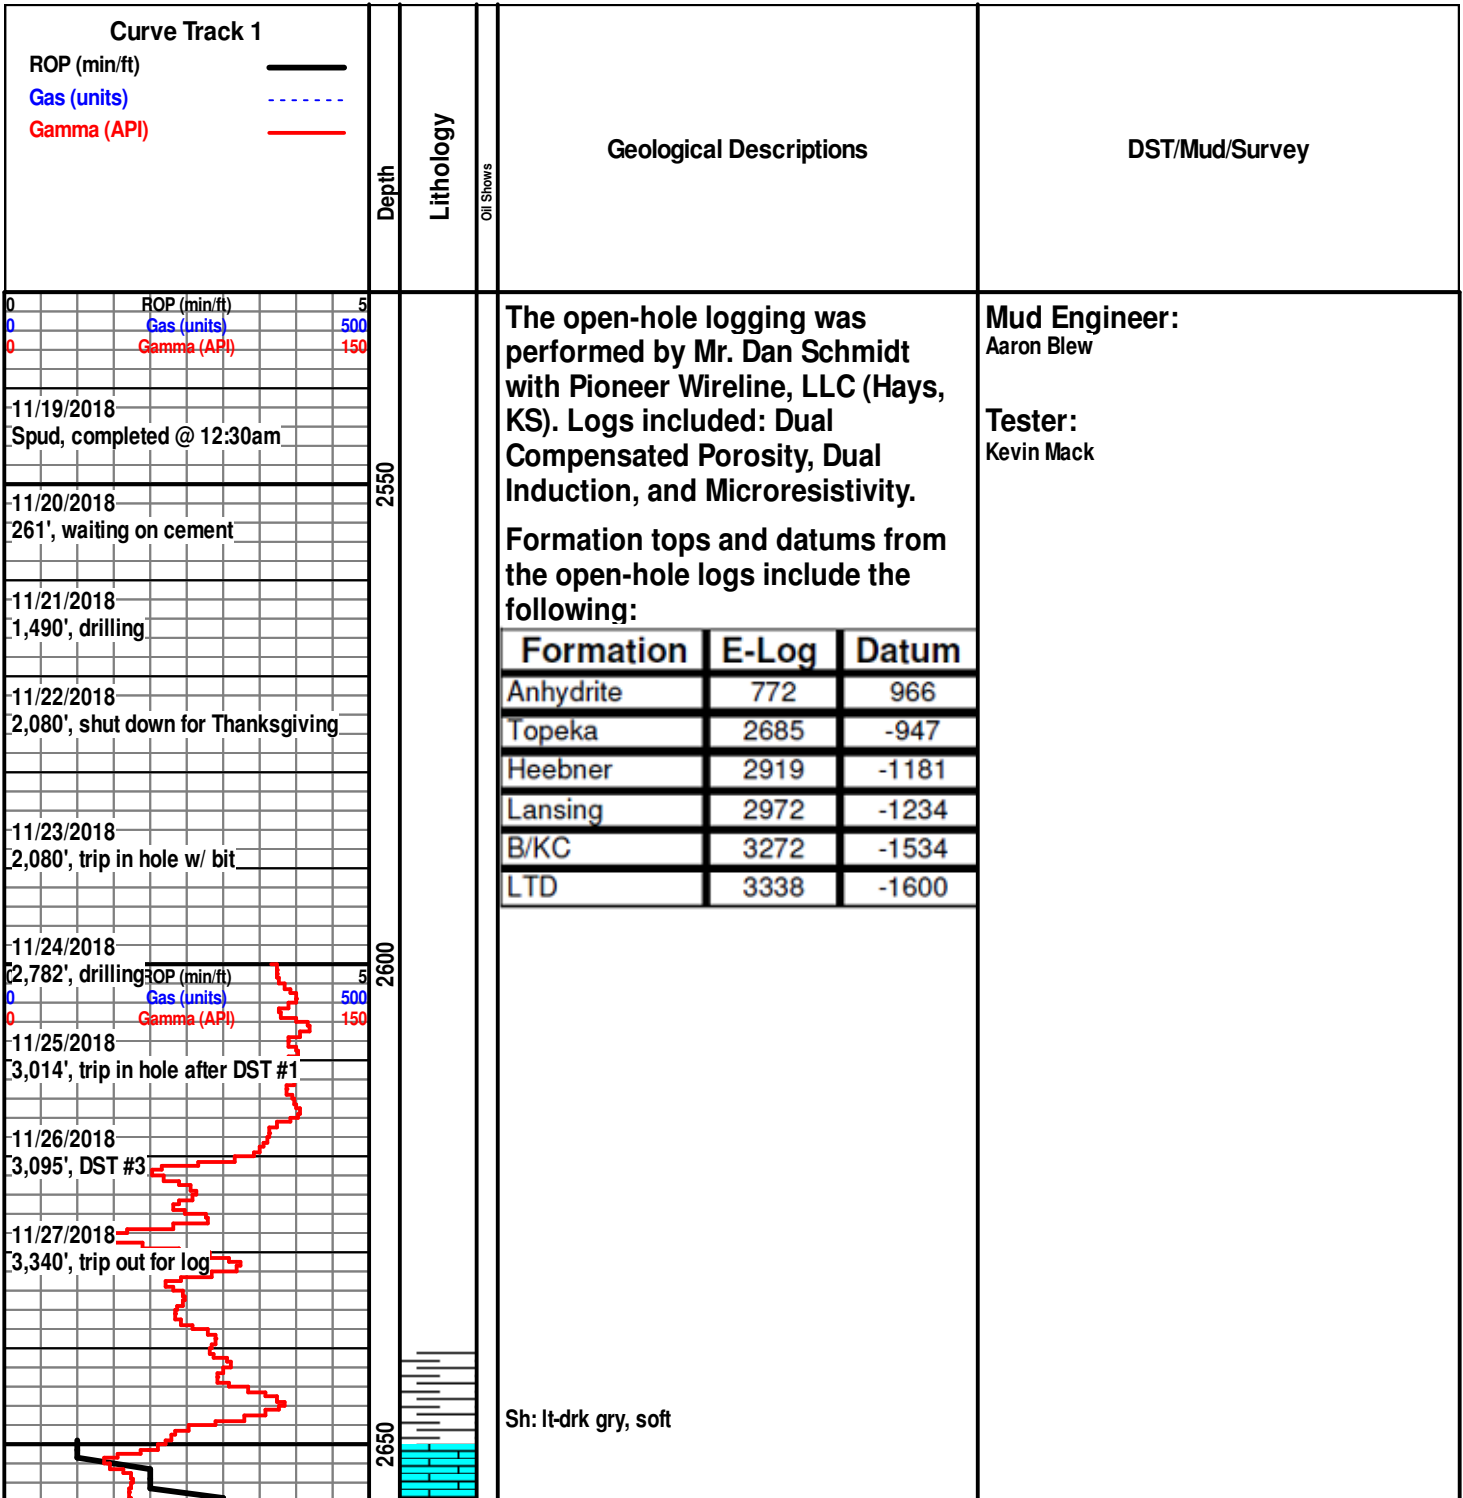 Curve Track 1
ROP (min/ft)
Gas (units)
Gamma (API)
Depth
Lithology
Oil Shows
Geological Descriptions
DST/Mud/Survey
0 ROP (min/ft) 5
0 Gas (units) 500
0 Gamma (API) 150
11/19/2018
Spud, completed @ 12:30am
11/20/2018
261', waiting on cement
11/21/2018
1,490', drilling
11/22/2018
2,080', shut down for Thanksgiving
11/23/2018
2,080', trip in hole w/ bit
11/24/2018
2,782', drilling
ROP (min/ft) 5
0 Gas (units) 500
0 Gamma (API) 150
11/25/2018
3,014', trip in hole after DST #1
11/26/2018
3,095', DST #3
11/27/2018
3,340', trip out for log
2550
2600
2650
The open-hole logging was
performed by Mr. Dan Schmidt
with Pioneer Wireline, LLC (Hays,
KS). Logs included: Dual
Compensated Porosity, Dual
Induction, and Microresistivity.
Formation tops and datums from
the open-hole logs include the
following:
Formation E-Log Datum
Anhydrite 772 966
Topeka 2685 -947
Heebner 2919 -1181
Lansing 2972 -1234
B/KC 3272 -1534
LTD 3338 -1600
Sh: lt-drk gry, soft
Mud Engineer:
Aaron Blew
Tester:
Kevin Mack